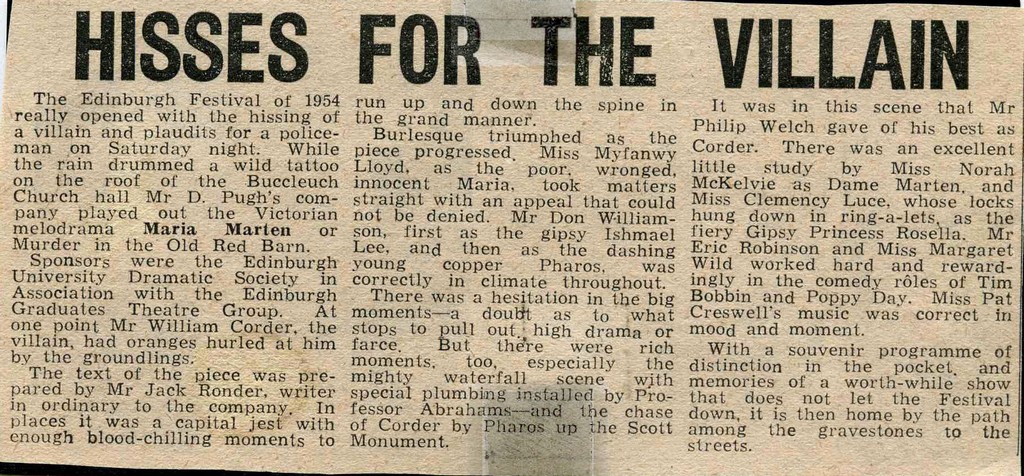 HISSES FOR THE VILLAIN
The Edinburgh Festival of 1954
really opened with the hissing of
a villain and plaudits for a police-
man on Saturday night. While
the rain drummed a wild tattoo
on the roof of the Buccleuch
Church hall Mr D. Pugh's com-
pany played out the Victorian
melodrama Maria Marten or
Murder in the Old Red Barn.
Sponsors were the Edinburgh
University Dramatic Society in
Association with the Edinburgh
Graduates Theatre Group. At
one point Mr William Corder, the
villain, had oranges hurled at him
by the groundlings.
The text of the piece was pre-
pared by Mr Jack Ronder, writer
in ordinary to the company. In
places it was a capital jest with
enough blood-chilling moments to
run up and down the spine in
the grand manner.
Burlesque triumphed as the
piece progressed. Miss Myfanwy
Lloyd, as the poor, wronged,
innocent Maria, took matters
straight with an appeal that could
not be denied. Mr Don William-
son, first as the gipsy Ishmael
Lee, and then as the dashing
young copper Pharos, was
correctly in climate throughout.
There was a hesitation in the big
moments—a doubt as to what
stops to pull out, high drama or
farce. But there were rich
moments, too, especially the
mighty waterfall scene with
special plumbing installed by Pro-
fessor Abrahams—and the chase
of Corder by Pharos up the Scott
Monument.
It was in this scene that Mr
Philip Welch gave of his best as
Corder. There was an excellent
little study by Miss Norah
McKelvie as Dame Marten, and
Miss Clemency Luce, whose locks
hung down in ring-a-lets, as the
fiery Gipsy Princess Rosella. Mr
Eric Robinson and Miss Margaret
Wild worked hard and reward-
ingly in the comedy rôles of Tim
Bobbin and Poppy Day. Miss Pat
Creswell's music was correct in
mood and moment.
With a souvenir programme of
distinction in the pocket, and
memories of a worth-while show
that does not let the Festival
down, it is then home by the path
among the gravestones to the
streets.